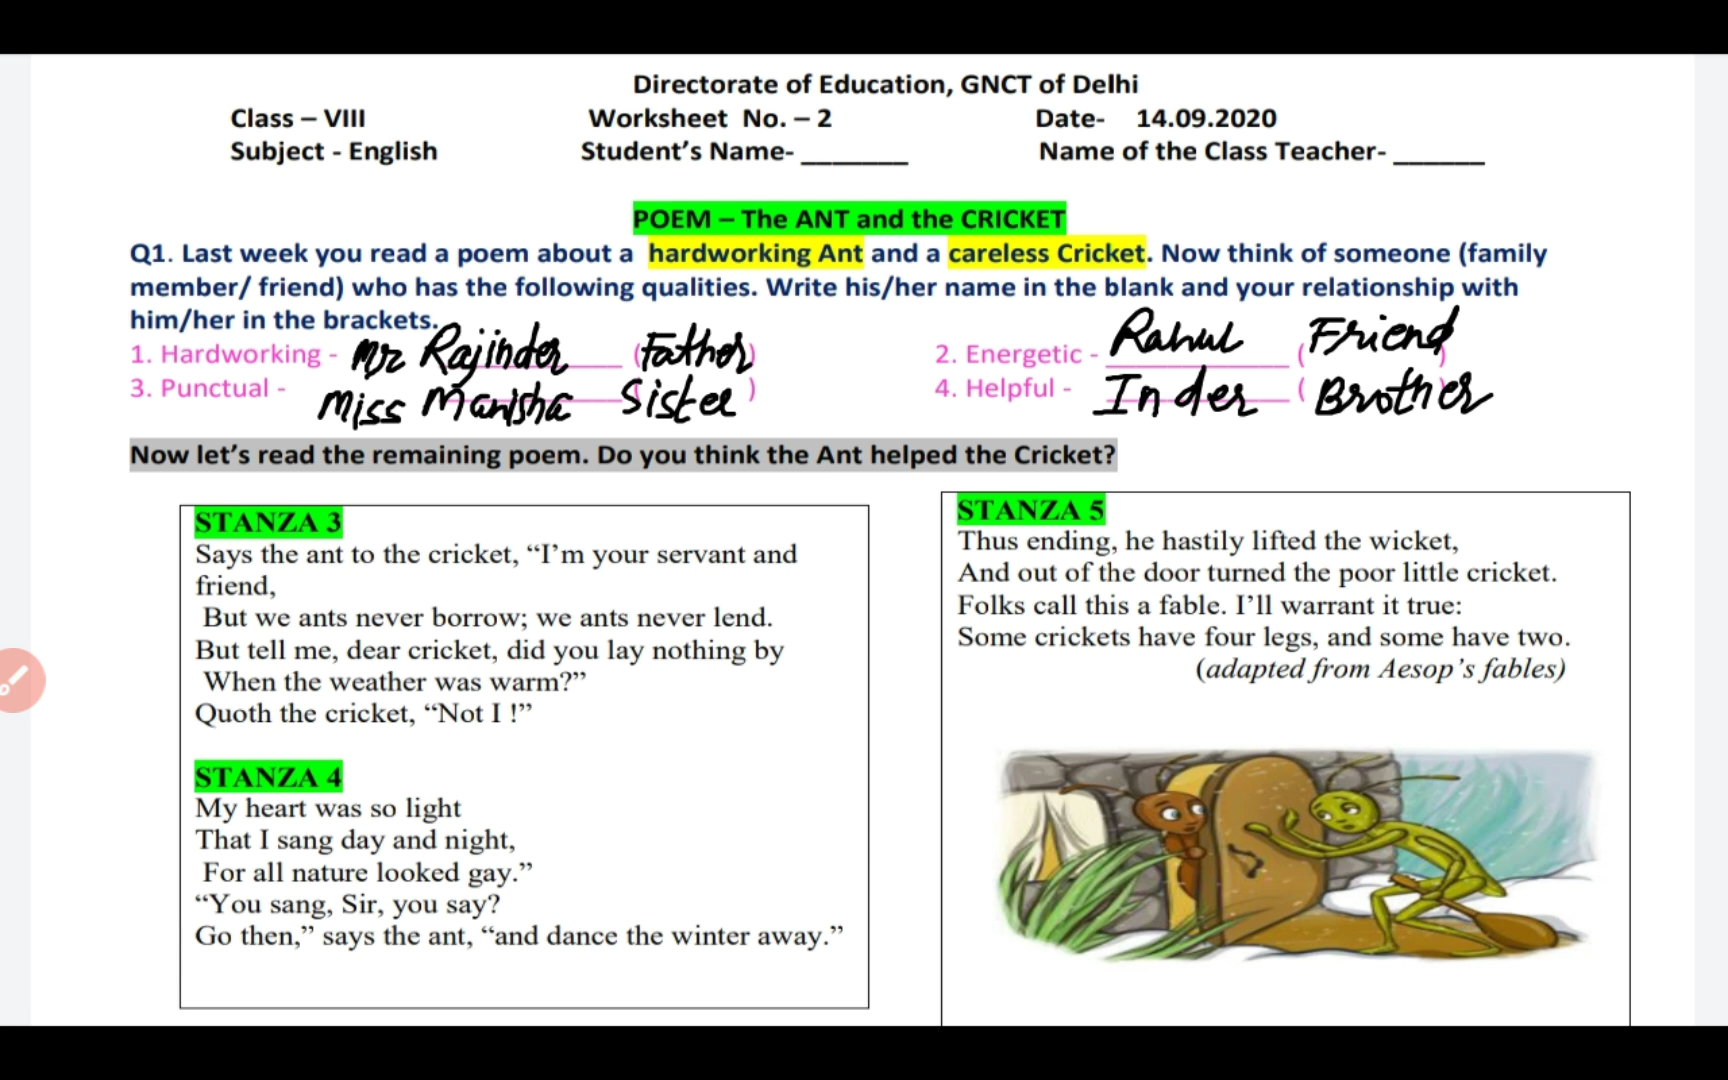 Directorate of Education, GNCT of Delhi
Class – VIII Worksheet No. – 2 Date- 14.09.2020
Subject - English Student’s Name- _______ Name of the Class Teacher- ______
POEM – The ANT and the CRICKET
Q1. Last week you read a poem about a hardworking Ant and a careless Cricket. Now think of someone (family
member/ friend) who has the following qualities. Write his/her name in the blank and your relationship with
him/her in the brackets.
1. Hardworking - Mr Rajinder (Father) 2. Energetic - Rahul (Friend)
3. Punctual - Miss Manisha Sister ) 4. Helpful - Inder ( Brother
Now let’s read the remaining poem. Do you think the Ant helped the Cricket?
STANZA 3
Says the ant to the cricket, “I’m your servant and
friend,
But we ants never borrow; we ants never lend.
But tell me, dear cricket, did you lay nothing by
When the weather was warm?”
Quoth the cricket, “Not I !”
STANZA 4
My heart was so light
That I sang day and night,
For all nature looked gay.”
“You sang, Sir, you say?
Go then,” says the ant, “and dance the winter away.”
STANZA 5
Thus ending, he hastily lifted the wicket,
And out of the door turned the poor little cricket.
Folks call this a fable. I’ll warrant it true:
Some crickets have four legs, and some have two.
(adapted from Aesop’s fables)